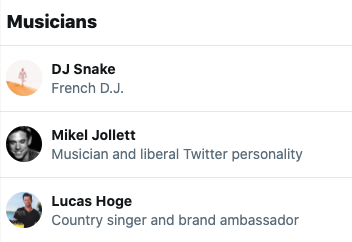 Musicians
DJ Snake
French D.J.
Mikel Jollett
Musician and liberal Twitter personality
Lucas Hoge
Country singer and brand ambassador